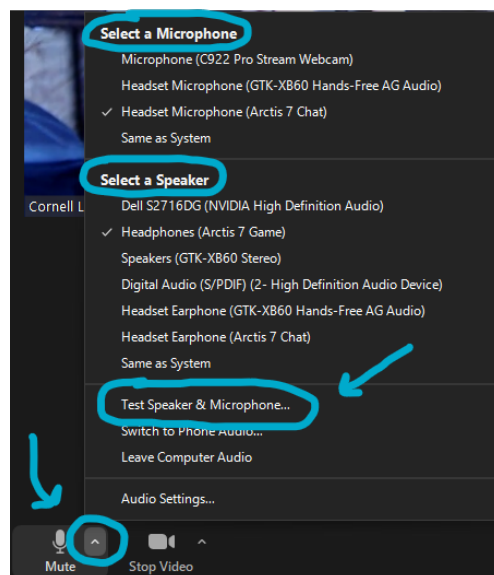 Select a Microphone
Microphone (C922 Pro Stream Webcam)
Headset Microphone (GTK-XB60 Hands-Free AG Audio)
Headset Microphone (Arctis 7 Chat)
Same as System
Select a Speaker
Cornell L
Dell S2716DG (NVIDIA High Definition Audio)
Headphones (Arctis 7 Game)
Speakers (GTK-XB60 Stereo)
Digital Audio (S/PDIF) (2- High Definition Audio Device)
Headset Earphone (GTK-XB60 Hands-Free AG Audio)
Headset Earphone (Arctis 7 Chat)
Same as System
Test Speaker & Microphone...
Switch to Phone Audio...
Leave Computer Audio
Audio Settings...
Mute
Stop Video